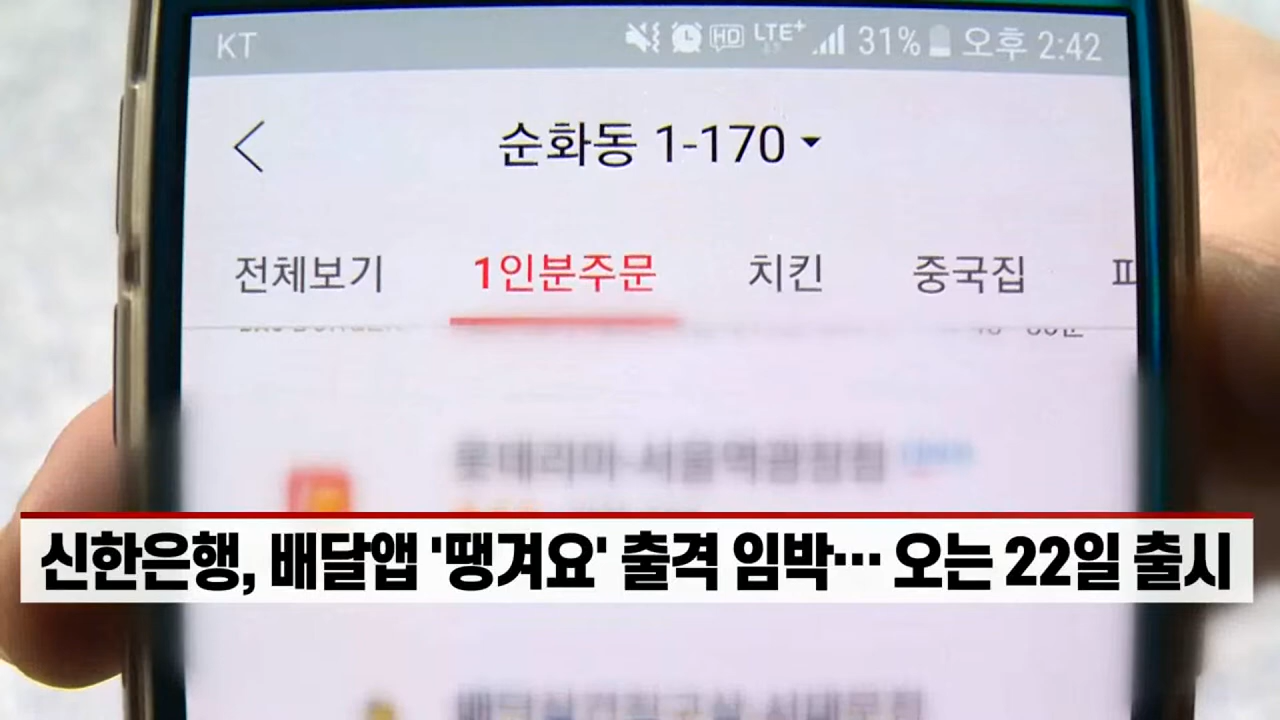 KT HD LTE+ 31% 오후 2:42
순화동 1-170
전체보기 1인분주문 치킨 중국집
신한은행, 배달앱 '땡겨요' 출격 임박… 오는 22일 출시